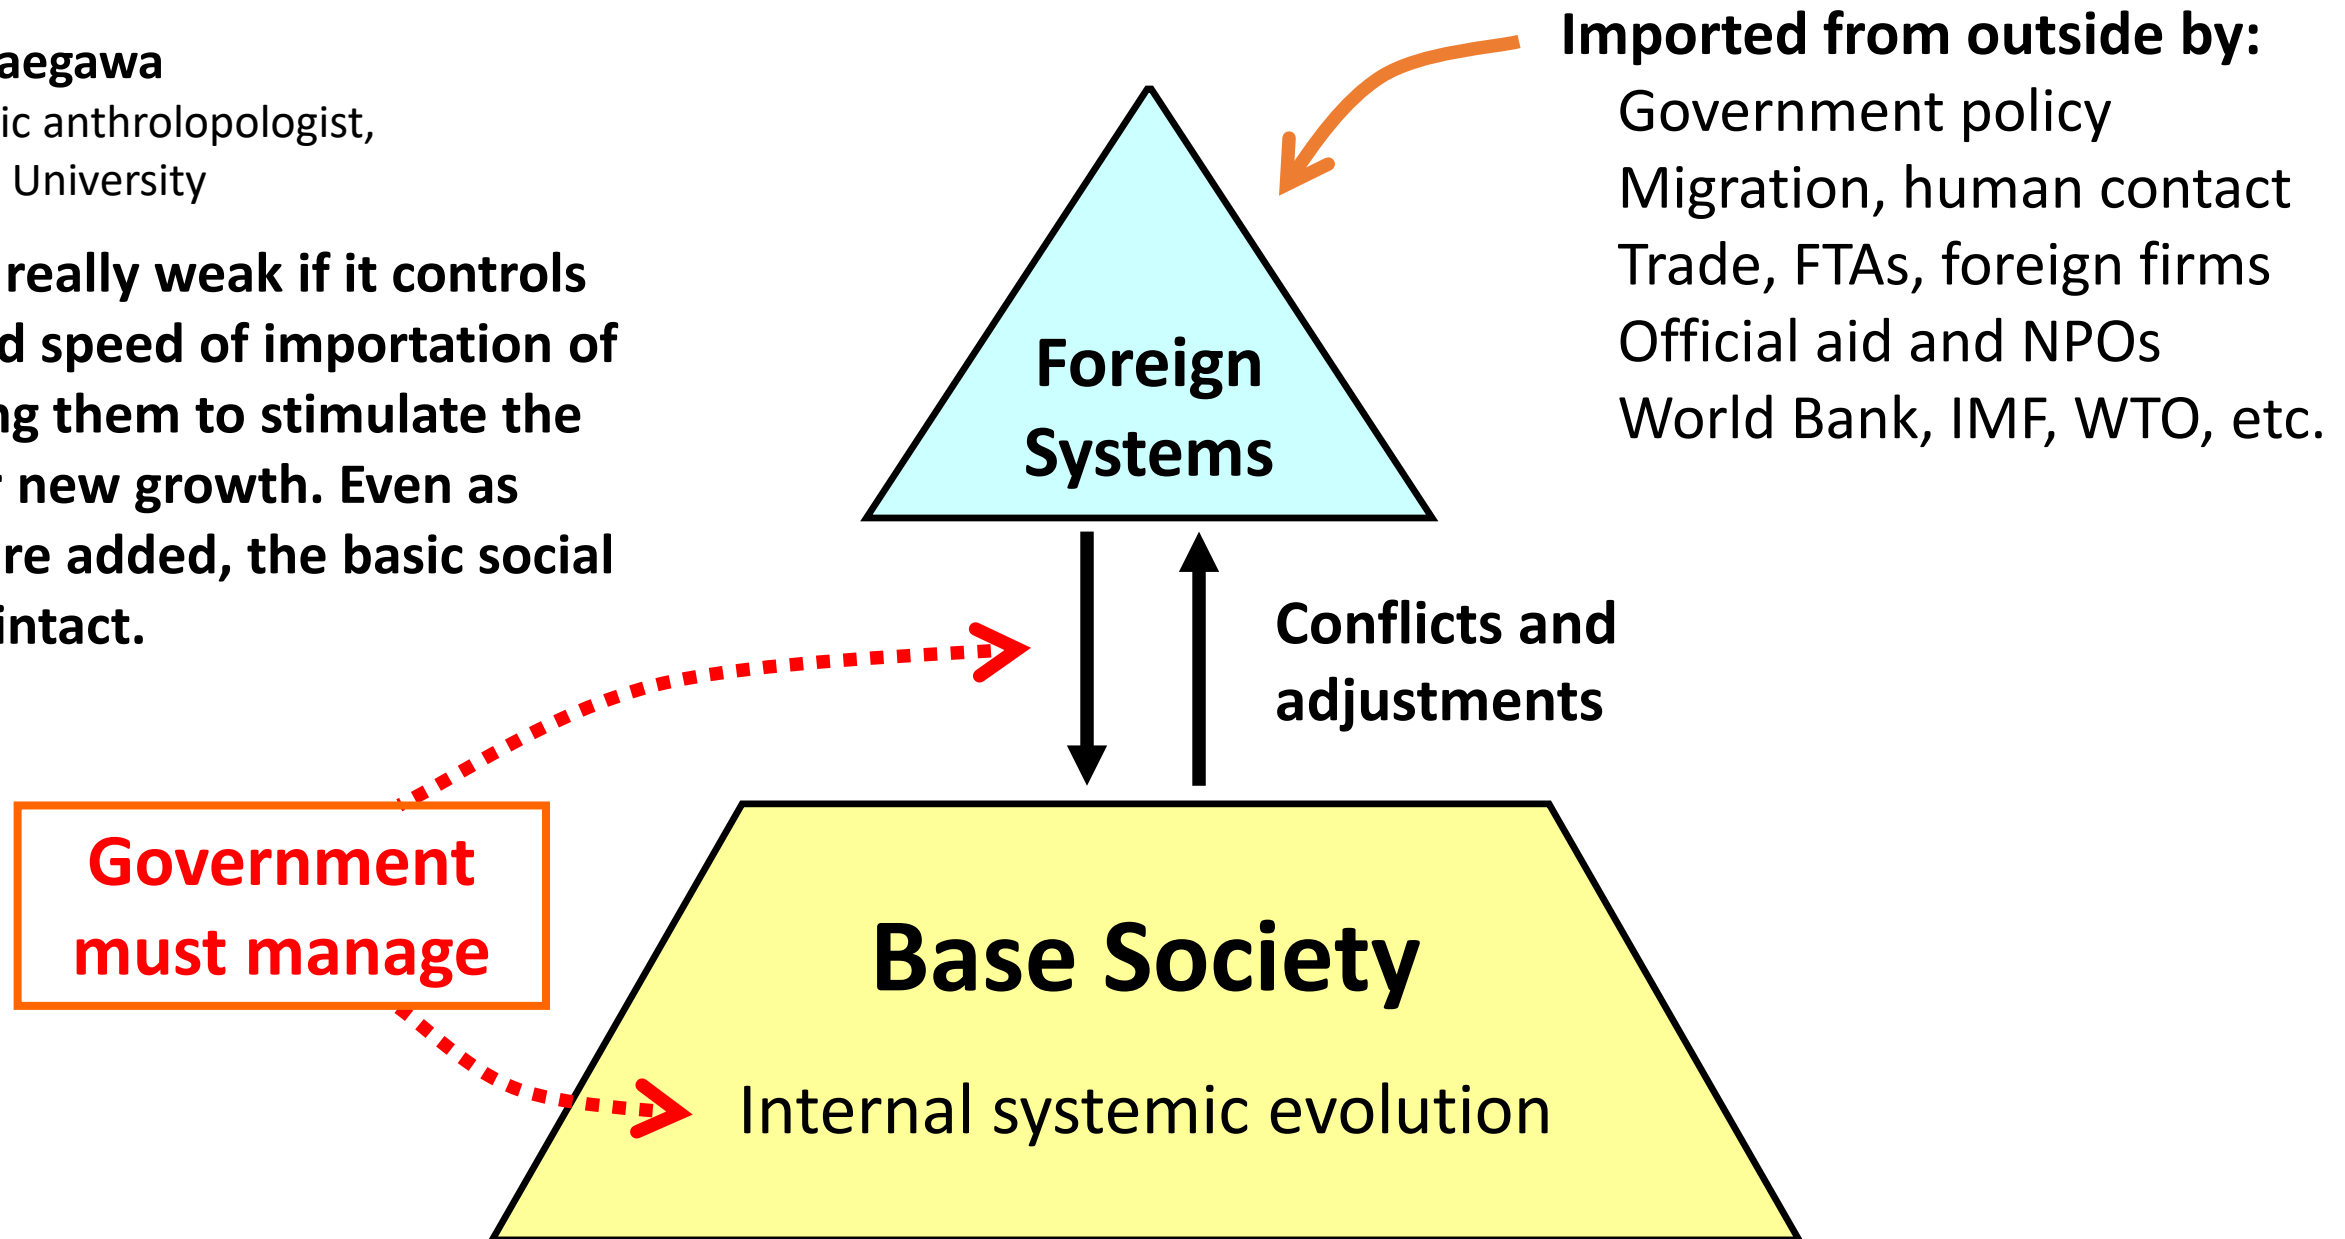 aegawa
ic anthrolopologist,
University
really weak if it controls
d speed of importation of
ng them to stimulate the
r new growth. Even as
re added, the basic social
intact.
Imported from outside by:
Government policy
Migration, human contact
Trade, FTAs, foreign firms
Official aid and NPOs
World Bank, IMF, WTO, etc.
Foreign
Systems
Conflicts and
adjustments
Government
must manage
Base Society
Internal systemic evolution